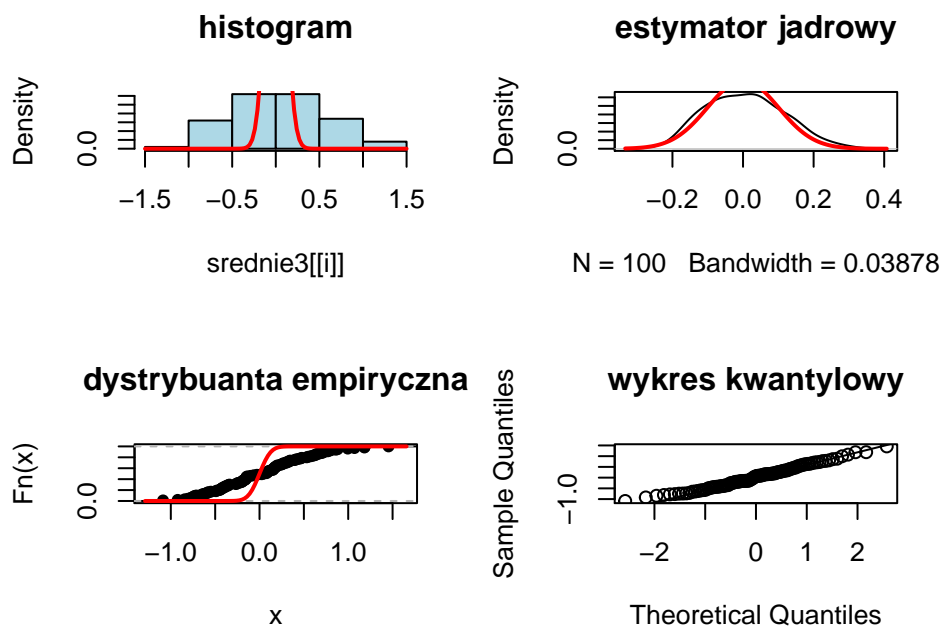 histogram
Density
0.0
−1.5 −0.5 0.5 1.5
srednie3[[i]]
estymator jadrowy
Density
0.0
−0.2 0.0 0.2 0.4
N = 100 Bandwidth = 0.03878
dystrybuanta empiryczna
Fn(x)
0.0
−1.0 0.0 1.0
x
wykres kwantylowy
Sample Quantiles
−1.0
−2 0 1 2
Theoretical Quantiles